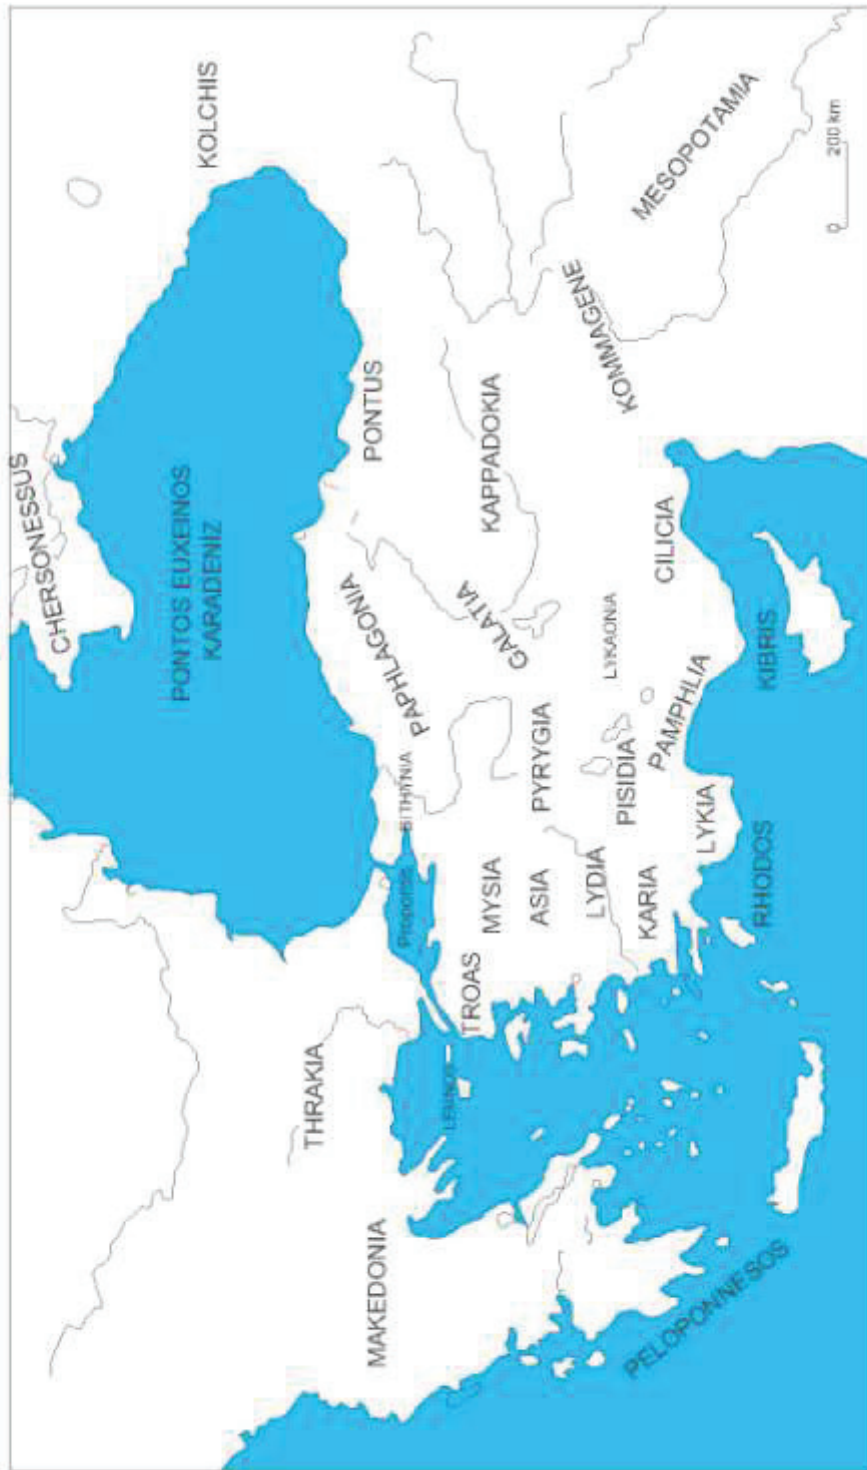 CHERSONESSUS
KOLCHIS
PONTOS EUXEINOS
KARADENİZ
THRAKIA
MAKEDONIA
PONTUS
PAPHLAGONIA
BITHYNIA
Propontis
TROAS
MYSIA
ASIA
LYDIA
KARIA
PYRYGIA
PISIDIA
GALATIA
KAPPADOKIA
LYKAONIA
KOMMAGENE
MESOPOTAMIA
LYKIA
PAMPHLIA
CILICIA
KIBRIS
RHODOS
PELOPONNESOS
0 200 km